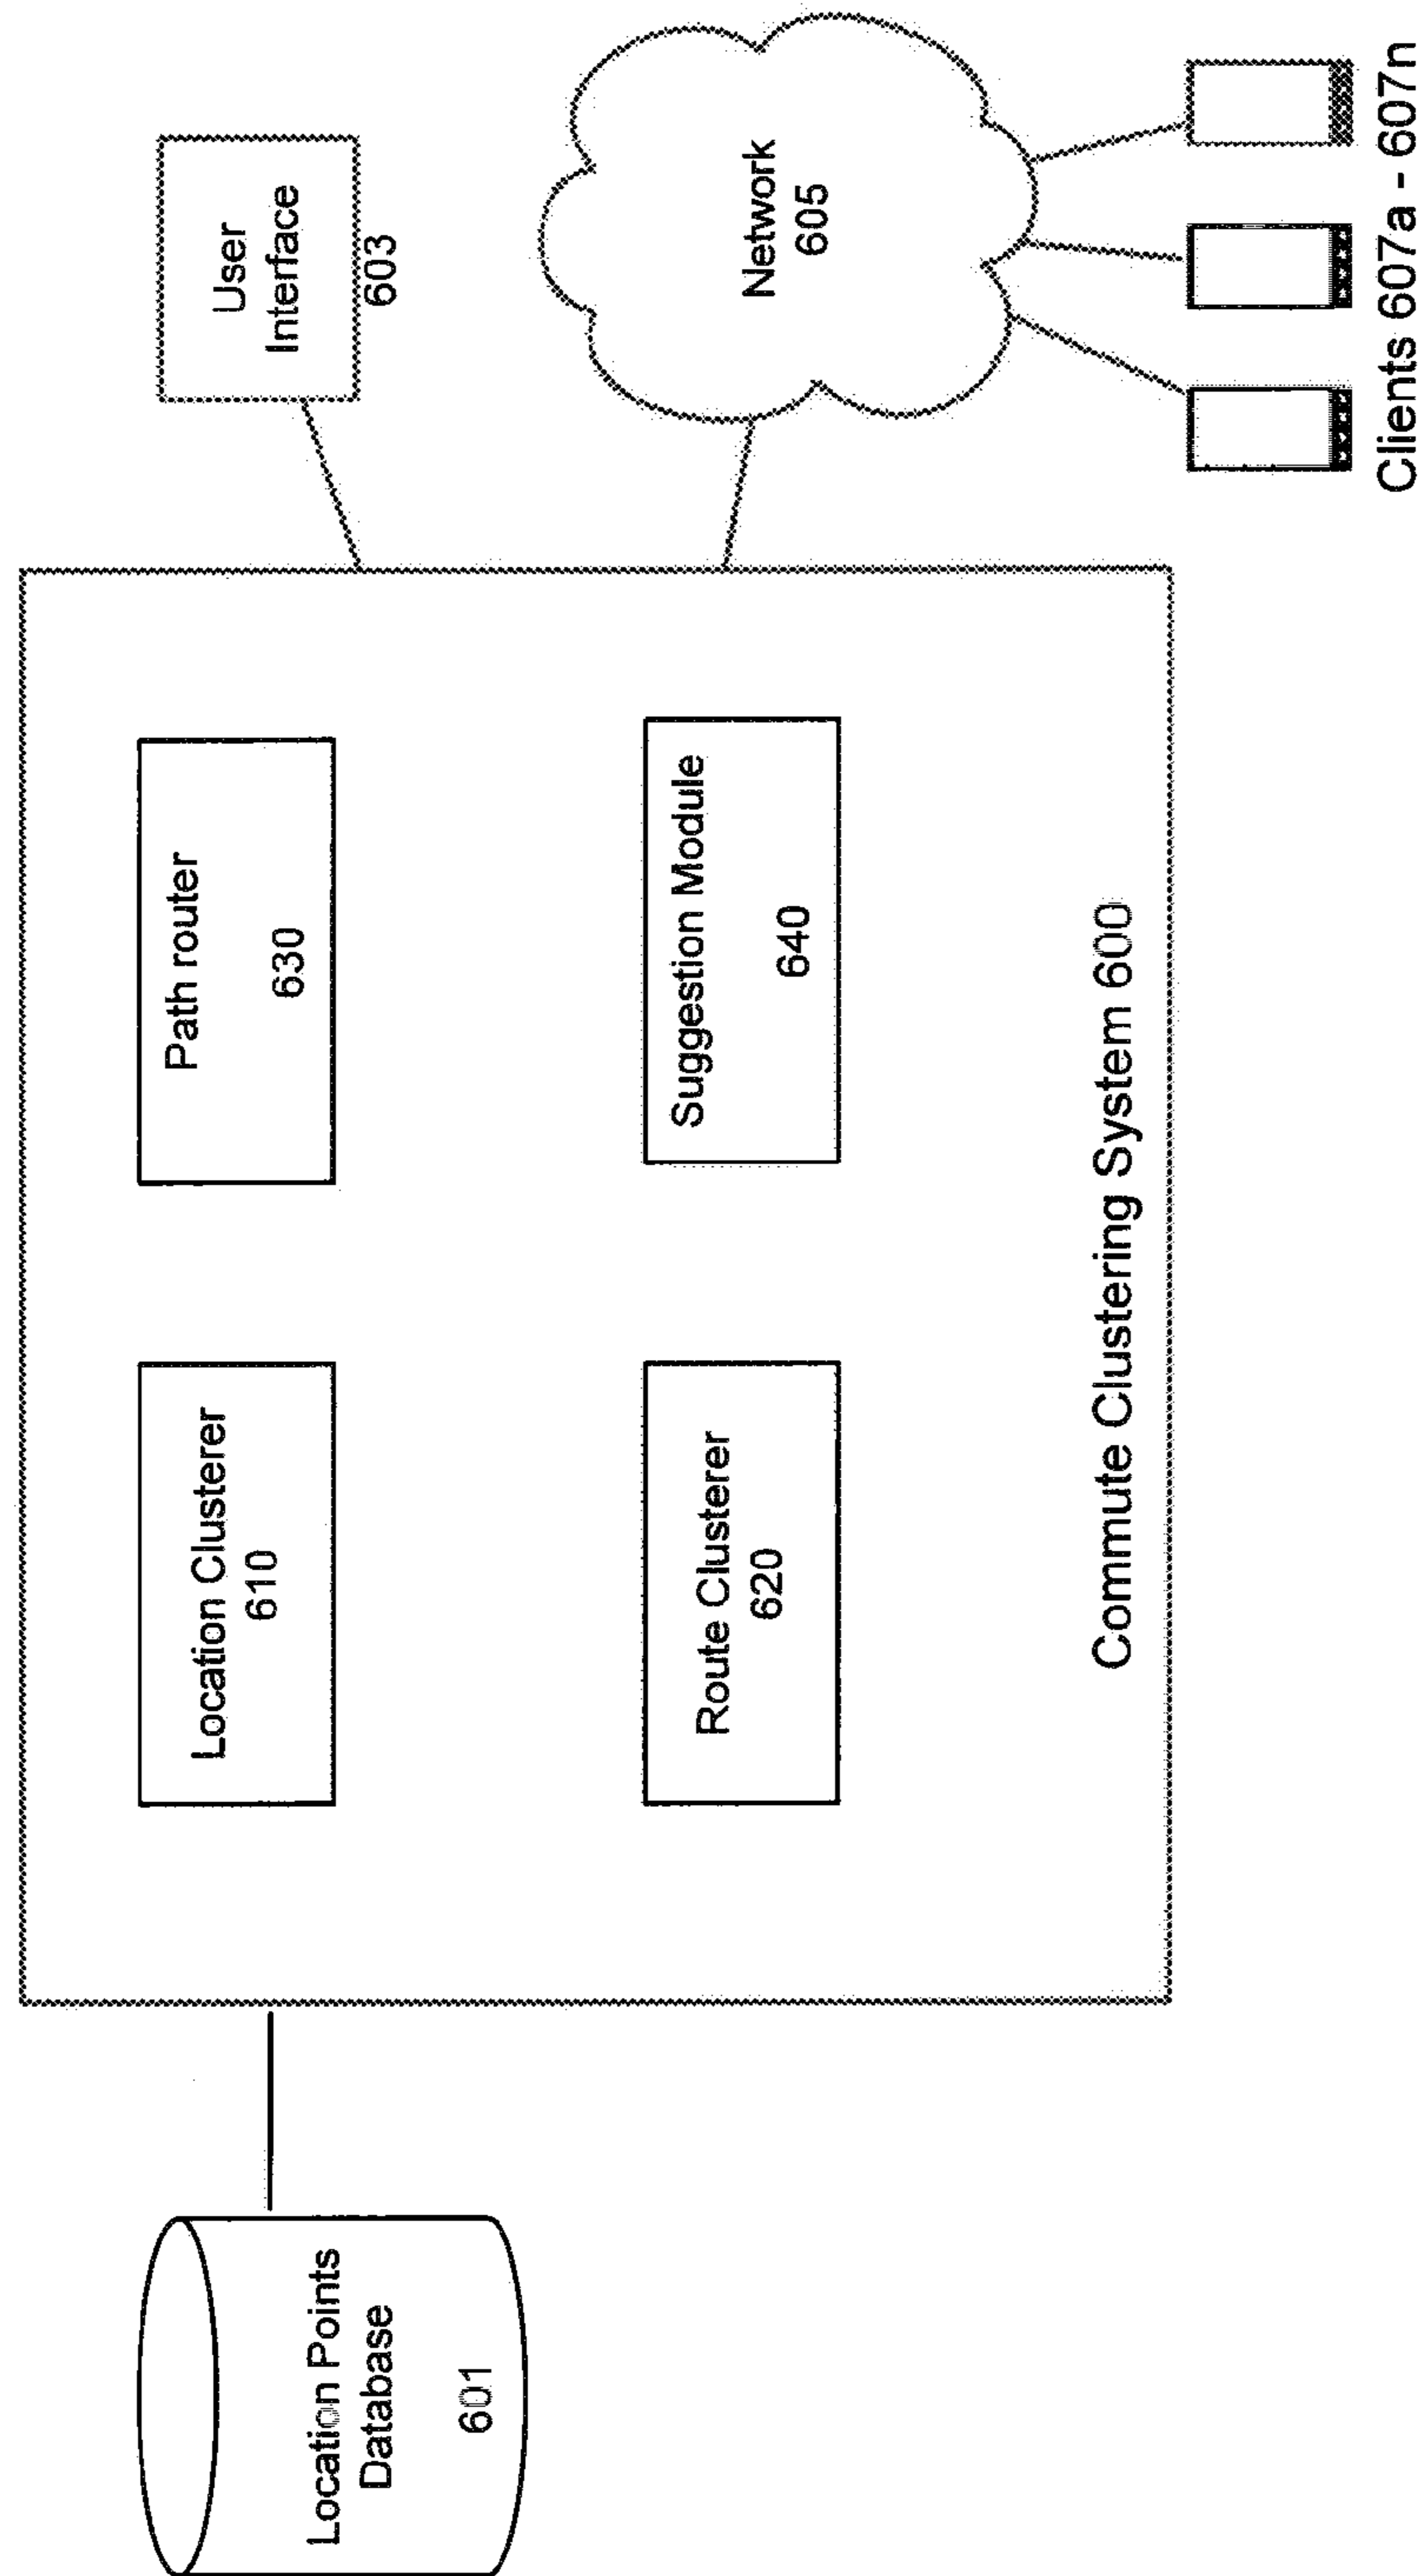 Location Points
Database
601
Location Clusterer
610
Path router
630
Route Clusterer
620
Suggestion Module
640
Commute Clustering System 600
User
Interface
603
Network
605
Clients 607a - 607n